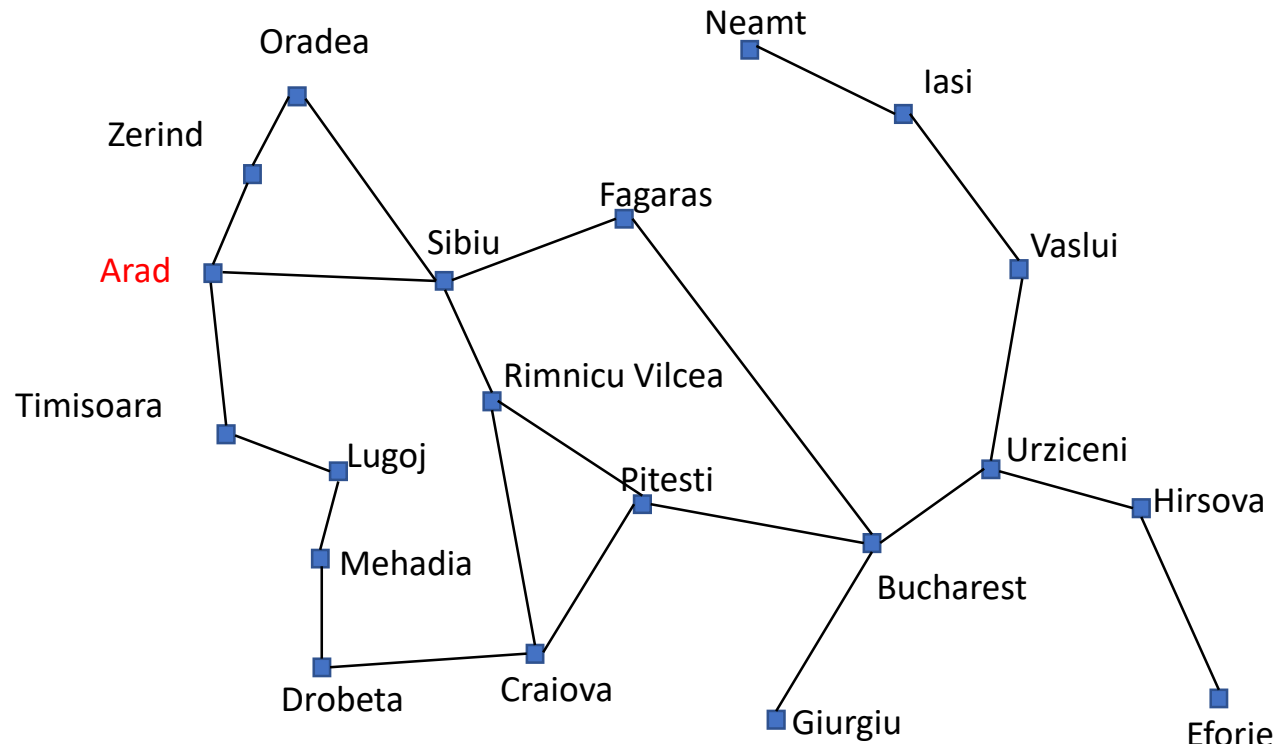 Neamt
Oradea
Iasi
Zerind
Fagaras
Sibiu
Vaslui
Arad
Rimnicu Vilcea
Timisoara
Lugoj
Urziceni
Pitesti
Hirsova
Mehadia
Bucharest
Drobeta
Craiova
Giurgiu
Eforie